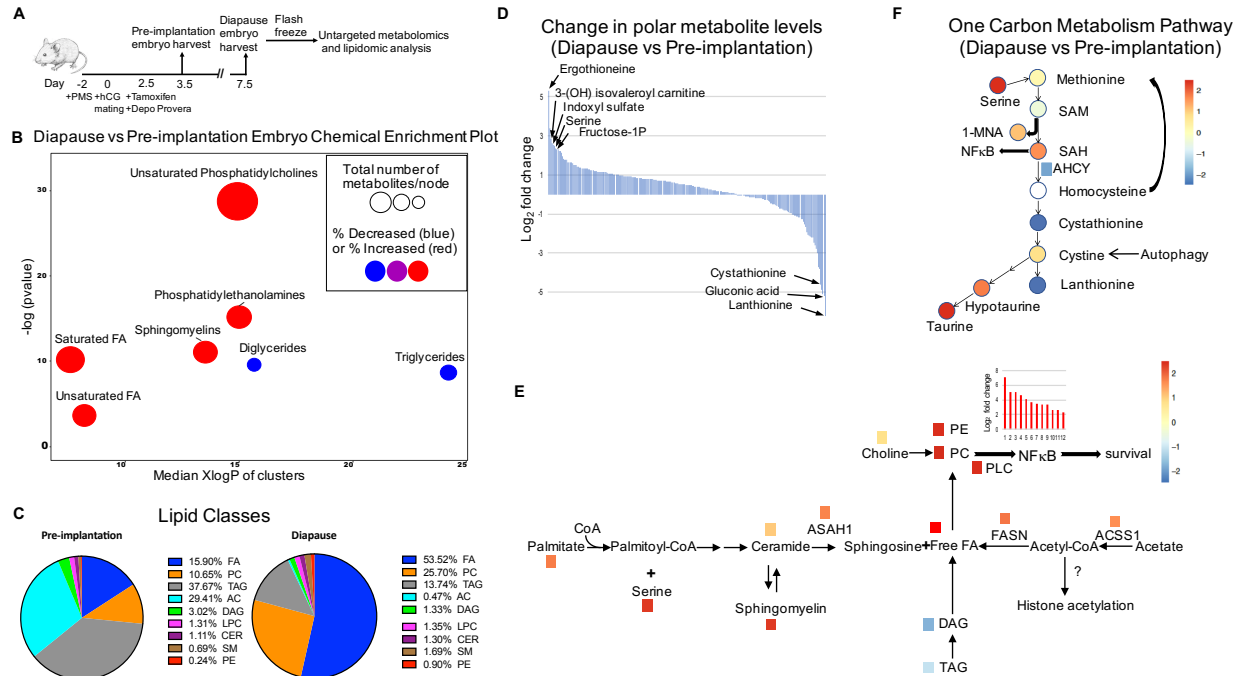 A
Pre-implantation
embryo harvest
Diapause
embryo
harvest
Flash
freeze
Untargeted metabolomics
and lipidomic analysis
Day -2 0 2.5 3.5 7.5
+PMS +hCG +Tamoxifen
mating +Depo Provera
B Diapause vs Pre-implantation Embryo Chemical Enrichment Plot
-log (pvalue)
30
20
10
0
10
15
20
25
Median XlogP of clusters
Unsaturated Phosphatidylcholines
Phosphatidylethanolamines
Sphingomyelins
Saturated FA
Diglycerides
Triglycerides
Unsaturated FA
Total number of
metabolites/node
% Decreased (blue)
or % Increased (red)
C Lipid Classes
Pre-implantation
15.90% FA
10.65% PC
37.67% TAG
29.41% AC
3.02% DAG
1.31% LPC
1.11% CER
0.69% SM
0.24% PE
Diapause
53.52% FA
25.70% PC
13.74% TAG
0.47% AC
1.33% DAG
1.35% LPC
1.30% CER
1.69% SM
0.90% PE
D
Change in polar metabolite levels
(Diapause vs Pre-implantation)
Log2 fold change
5
3
1
-1
-3
-5
Ergothioneine
3-(OH) isovaleroyl carnitine
Indoxyl sulfate
Serine
Fructose-1P
Cystathionine
Gluconic acid
Lanthionine
E
Palmitate
CoA
Palmitoyl-CoA
+
Serine
Ceramide
ASAH1
Sphingomyelin
Sphingosine+Free FA
Choline
PE
PC
PLC
NFκB
survival
Log2 fold change
8
6
4
2
0
1 2 3 4 5 6 7 8 9 10 11 12
FASN
Acetyl-CoA
ACSS1
Acetate
?
Histone acetylation
DAG
TAG
2
1
0
-1
-2
F
One Carbon Metabolism Pathway
(Diapause vs Pre-implantation)
Serine
Methionine
SAM
1-MNA
NFκB
SAH
AHCY
Homocysteine
Cystathionine
Cystine
Autophagy
Lanthionine
Hypotaurine
Taurine
2
1
0
-1
-2